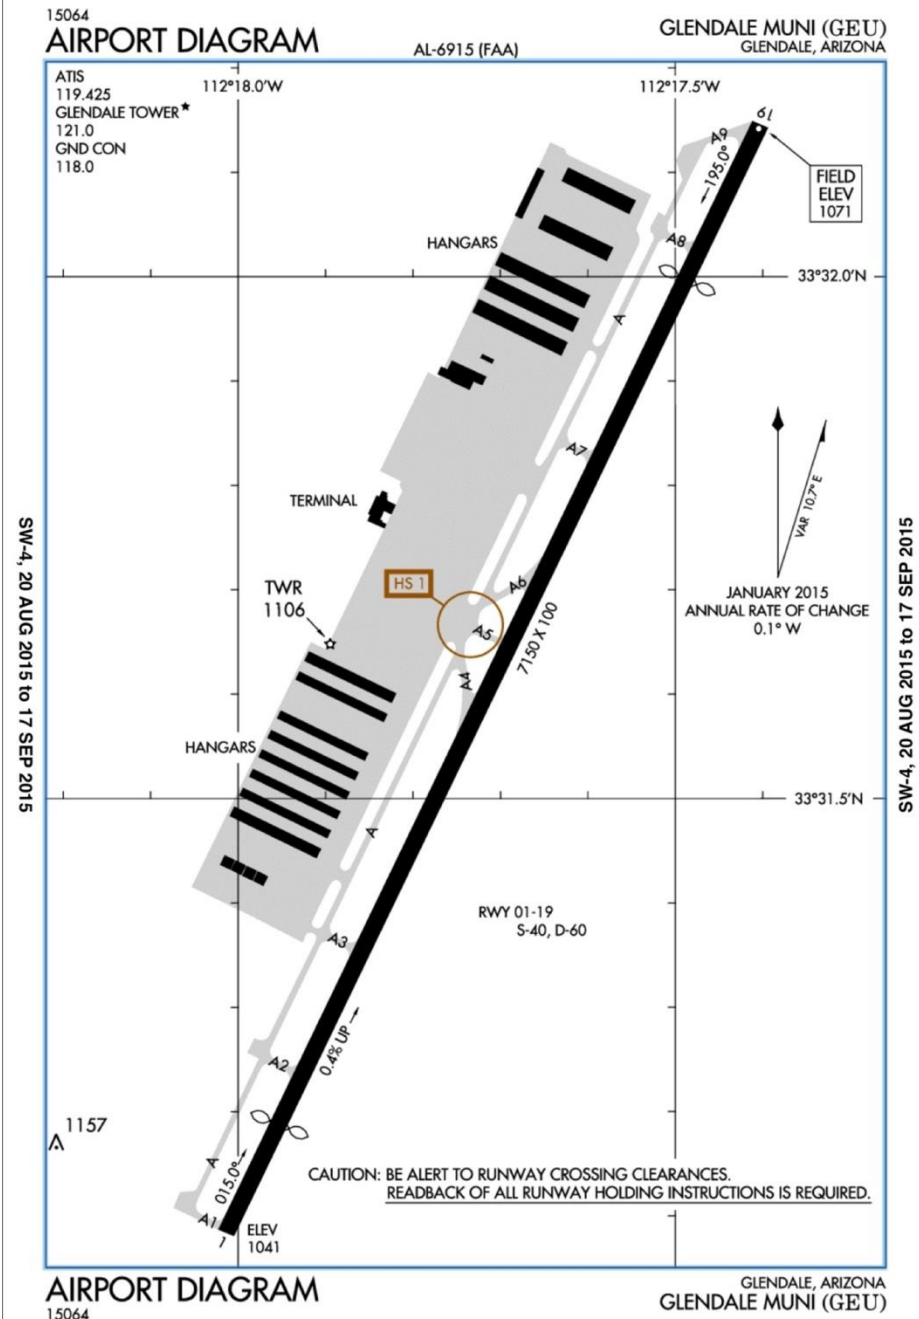 15064
AIRPORT DIAGRAM
AL-6915 (FAA)
GLENDALE MUNI (GEU)
GLENDALE, ARIZONA
ATIS
119.425
GLENDALE TOWER★
121.0
GND CON
118.0
112°18.0'W
112°17.5'W
19
A9
←195.0°
FIELD
ELEV
1071
A8
HANGARS
33°32.0'N
A
A7
VAR 10.7° E
TERMINAL
HS 1
A6
TWR
1106
JANUARY 2015
ANNUAL RATE OF CHANGE
0.1° W
A5
7150 X 100
A4
HANGARS
33°31.5'N
A
RWY 01-19
S-40, D-60
A3
0.4% UP →
A2
1157
A
015.0°→
CAUTION: BE ALERT TO RUNWAY CROSSING CLEARANCES.
READBACK OF ALL RUNWAY HOLDING INSTRUCTIONS IS REQUIRED.
A1
1
ELEV
1041
SW-4, 20 AUG 2015 to 17 SEP 2015
SW-4, 20 AUG 2015 to 17 SEP 2015
AIRPORT DIAGRAM
15064
GLENDALE, ARIZONA
GLENDALE MUNI (GEU)